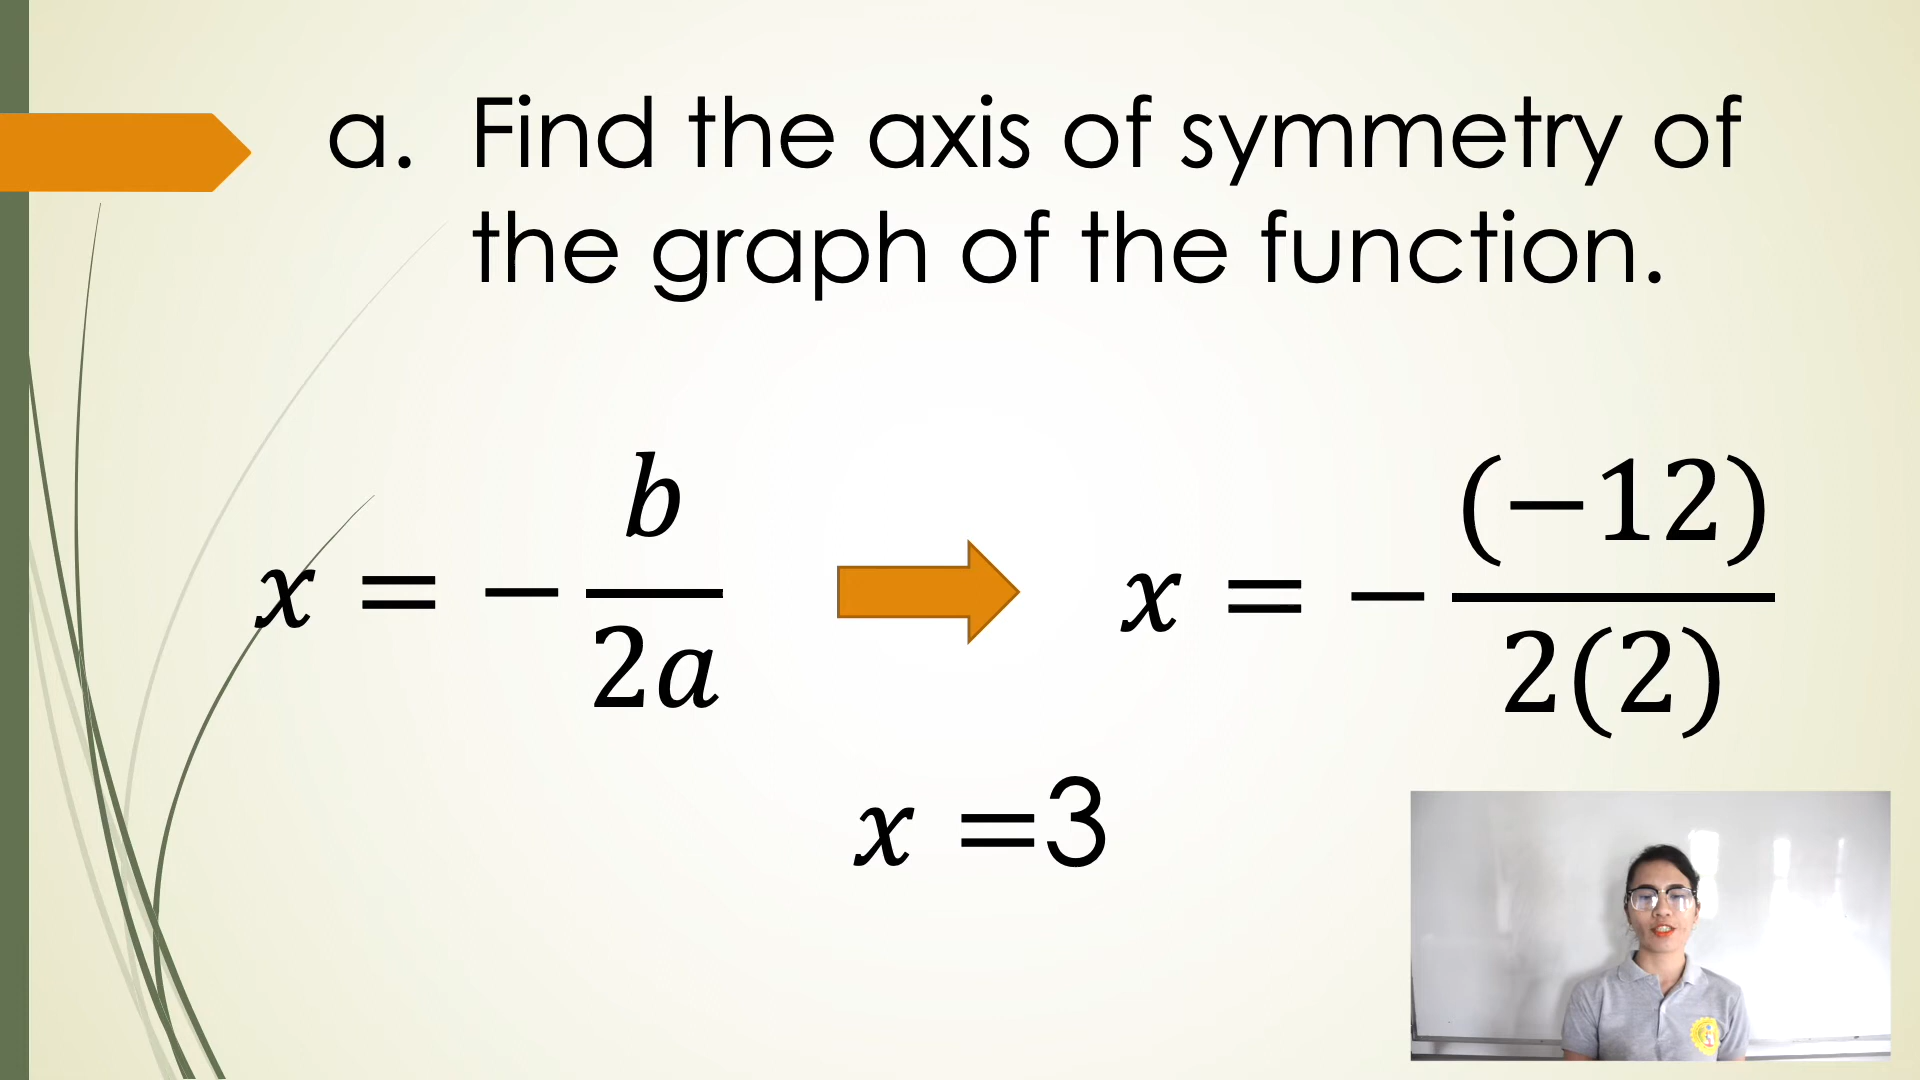 a. Find the axis of symmetry of
the graph of the function.
x = − b/2a
x = − (−12)/2(2)
x =3